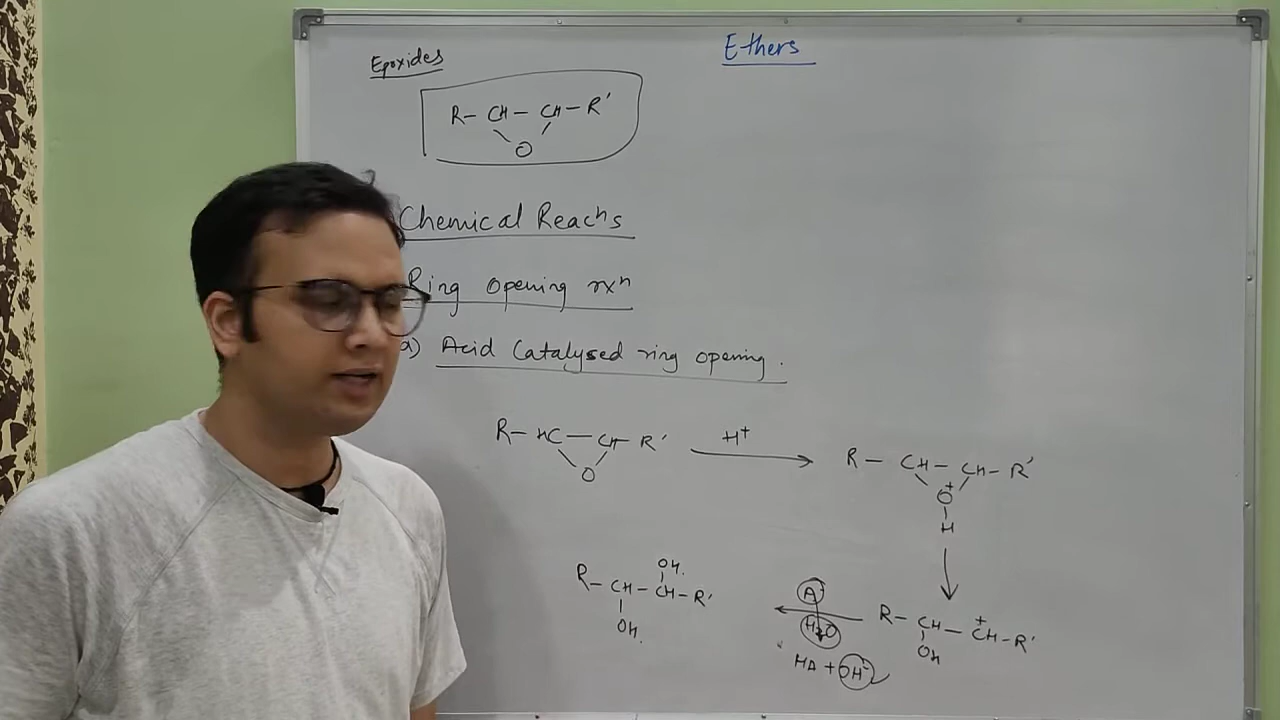 Ethers
Epoxides
R- CH - CH - R'
O
Chemical Reacns
Ring opening rxn
a) Acid Catalysed ring opening.
R- HC - CH - R' H+ R - CH - CH - R'
O O+
H
R - CH - CH - R' A- R - CH - CH+ - R'
OH OH. H2O OH
HA + OH-